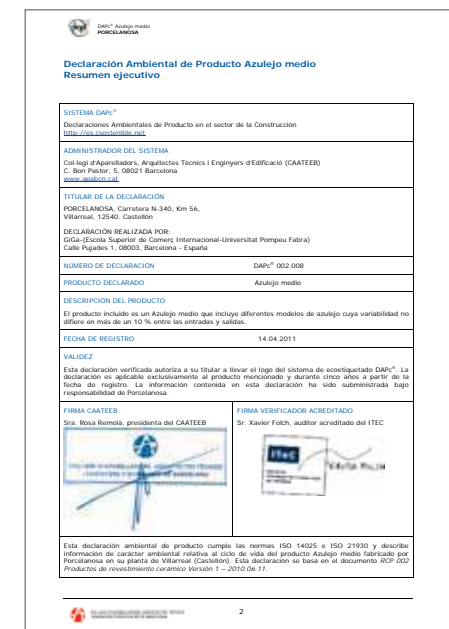 DAPc® Azulejo medio
PORCELANOSA
Declaración Ambiental de Producto Azulejo medio
Resumen ejecutivo
SISTEMA DAPc®
Declaraciones Ambientales de Producto en el sector de la Construcción
http://es.csostenible.net
ADMINISTRADOR DEL SISTEMA
Col·legi d'Aparelladors, Arquitectes Tècnics i Enginyers d'Edificació (CAATEEB)
C. Bon Pastor, 5, 08021 Barcelona
www.apabcn.cat
TITULAR DE LA DECLARACIÓN
PORCELANOSA, Carretera N-340, Km 56,
Villarreal, 12540. Castellón
DECLARACIÓN REALIZADA POR:
GiGa-(Escola Superior de Comerç Internacional-Universitat Pompeu Fabra)
Calle Pujades 1, 08003, Barcelona - España
NÚMERO DE DECLARACIÓN DAPc® 002.008
PRODUCTO DECLARADO Azulejo medio
DESCRIPCIÓN DEL PRODUCTO
El producto incluido es un Azulejo medio que incluye diferentes modelos de azulejo cuya variabilidad no
difiere en más de un 10 % entre las entradas y salidas.
FECHA DE REGISTRO 14.04.2011
VALIDEZ
Esta declaración verificada autoriza a su titular a llevar el logo del sistema de ecoetiquetado DAPc®. La
declaración es aplicable exclusivamente al producto mencionado y durante cinco años a partir de la
fecha de registro. La información contenida en esta declaración ha sido suministrada bajo
responsabilidad de Porcelanosa.
FIRMA CAATEEB
Sra. Rosa Remolà, presidenta del CAATEEB
FIRMA VERIFICADOR ACREDITADO
Sr. Xavier Folch, auditor acreditado del ITEC
ITeC
Esta declaración ambiental de producto cumple las normas ISO 14025 e ISO 21930 y describe
información de carácter ambiental relativa al ciclo de vida del producto Azulejo medio fabricado por
Porcelanosa en su planta de Villarreal (Castellón). Esta declaración se basa en el documento RCP 002
Productos de revestimiento cerámico Versión 1 – 2010.06.11.
2